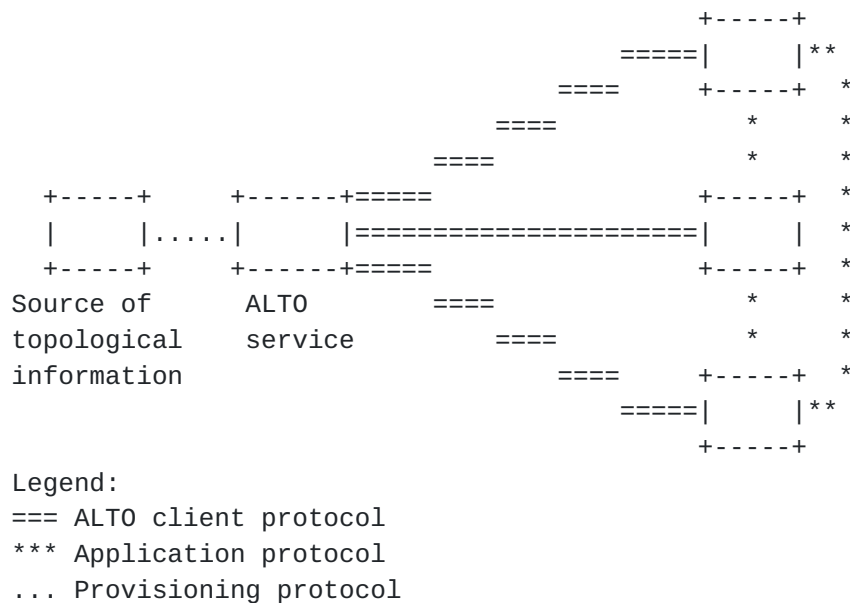 +-----+
                                        =====|     |**
                                    ====     +-----+  *
                                ====            *     *
                            ====                *     *
   +-----+     +------+=====                 +-----+  *
   |     |.....|      |======================|     |  *
   +-----+     +------+=====                 +-----+  *
 Source of      ALTO        ====                *     *
 topological    service         ====            *     *
 information                        ====     +-----+  *
                                        =====|     |**
                                             +-----+
 Legend:
 === ALTO client protocol
 *** Application protocol
 ... Provisioning protocol